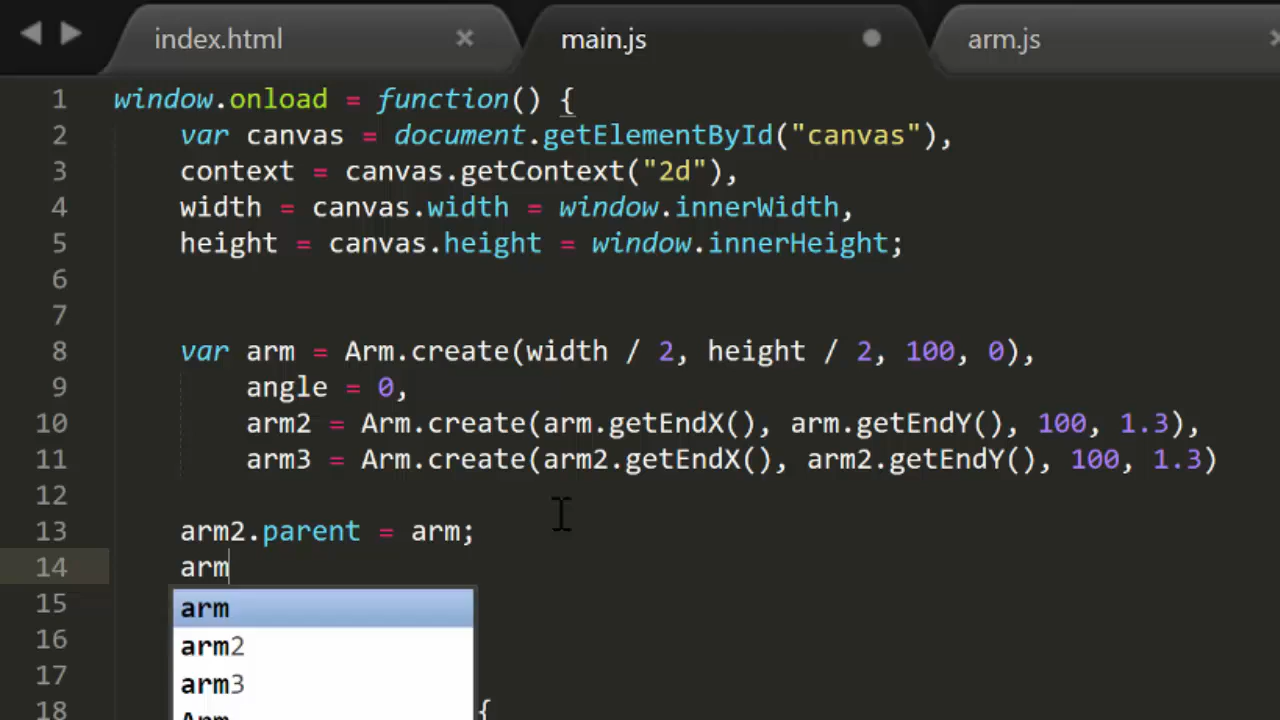 index.html × main.js arm.js ×
1 window.onload = function() {
2 var canvas = document.getElementById("canvas"),
3 context = canvas.getContext("2d"),
4 width = canvas.width = window.innerWidth,
5 height = canvas.height = window.innerHeight;
6
7
8 var arm = Arm.create(width / 2, height / 2, 100, 0),
9 angle = 0,
10 arm2 = Arm.create(arm.getEndX(), arm.getEndY(), 100, 1.3),
11 arm3 = Arm.create(arm2.getEndX(), arm2.getEndY(), 100, 1.3)
12
13 arm2.parent = arm;
14 arm
15 arm
16 arm2
17 arm3
18 Arm {